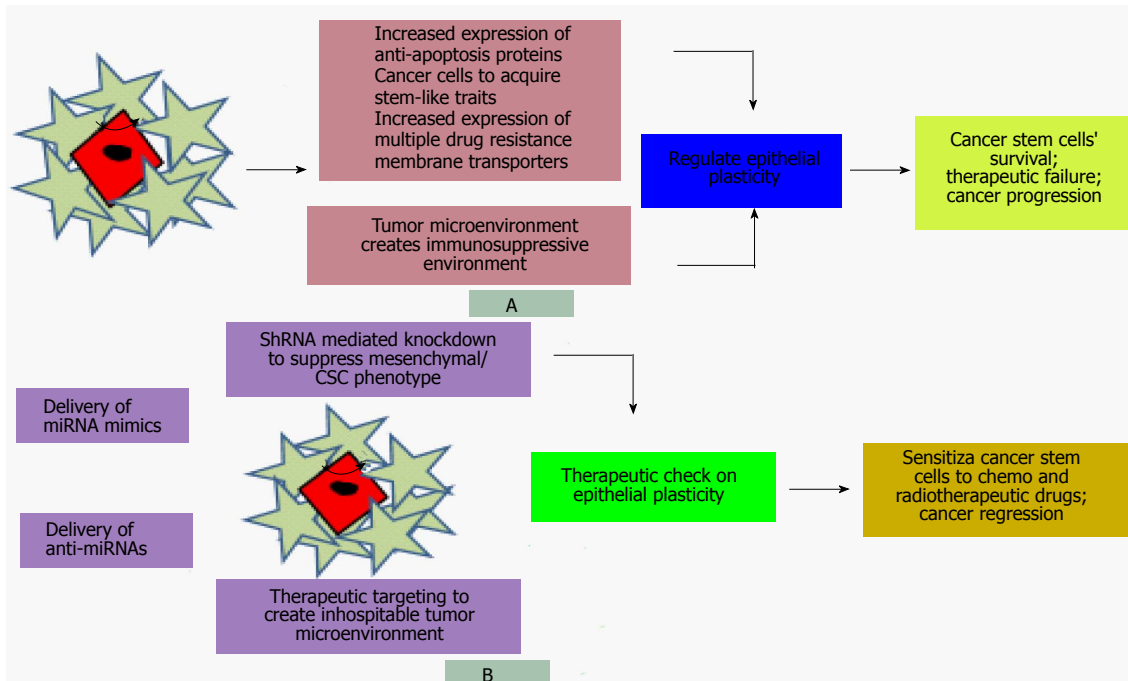 Increased expression of
anti-apoptosis proteins
Cancer cells to acquire
stem-like traits
Increased expression of
multiple drug resistance
membrane transporters
Regulate epithelial
plasticity
Cancer stem cells'
survival;
therapeutic failure;
cancer progression
Tumor microenvironment
creates immunosuppressive
environment
A
ShRNA mediated knockdown
to suppress mesenchymal/
CSC phenotype
Delivery of
miRNA mimics
Therapeutic check on
epithelial plasticity
Sensitiza cancer stem
cells to chemo and
radiotherapeutic drugs;
cancer regression
Delivery of
anti-miRNAs
Therapeutic targeting to
create inhospitable tumor
microenvironment
B